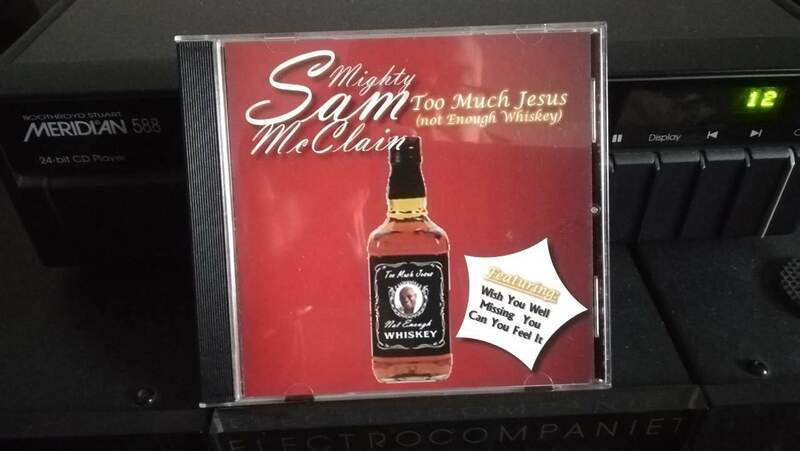 Mighty
Sam
McClain
Too Much Jesus
(not Enough Whiskey)
Too Much Jesus
Not Enough
WHISKEY
Featuring:
Wish You Well
Missing You
Can You Feel It
BOOTHROYD STUART
MERIDIAN 588
24-bit CD Player
12
Display
ELECTROCOMPANIET